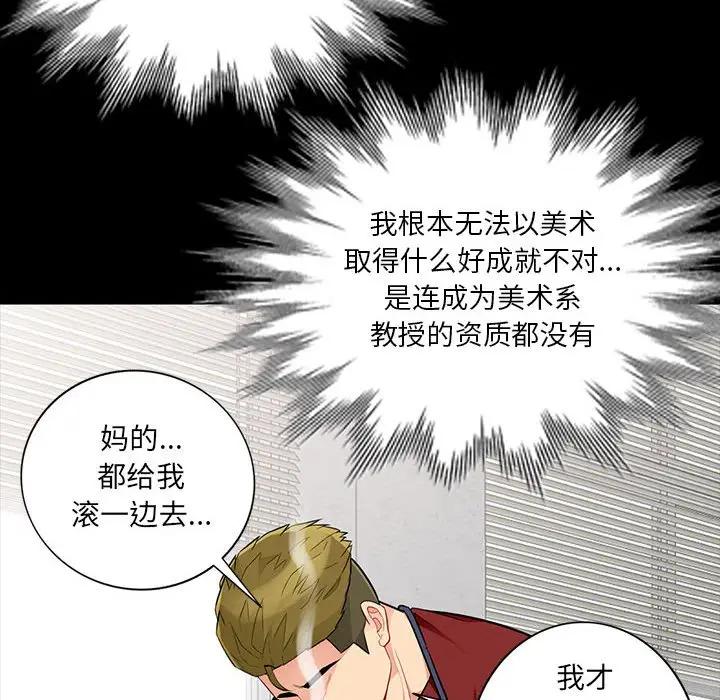 我根本无法以美术
取得什么好成就不对...
是连成为美术系
教授的资质都没有
妈的...
都给我
滚一边去...
我才